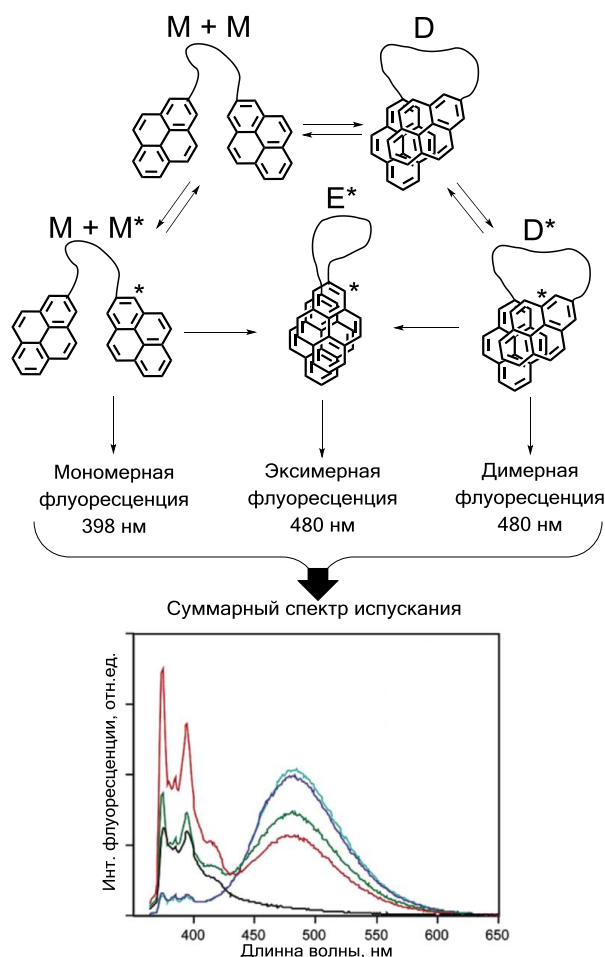 M + M
D
M + M*
E*
D*
*
*
*
Мономерная
флуоресценция
398 нм
Эксимерная
флуоресценция
480 нм
Димерная
флуоресценция
480 нм
Суммарный спектр испускания
Инт. флуоресценции, отн.ед.
400
450
500
550
600
650
Длинна волны, нм